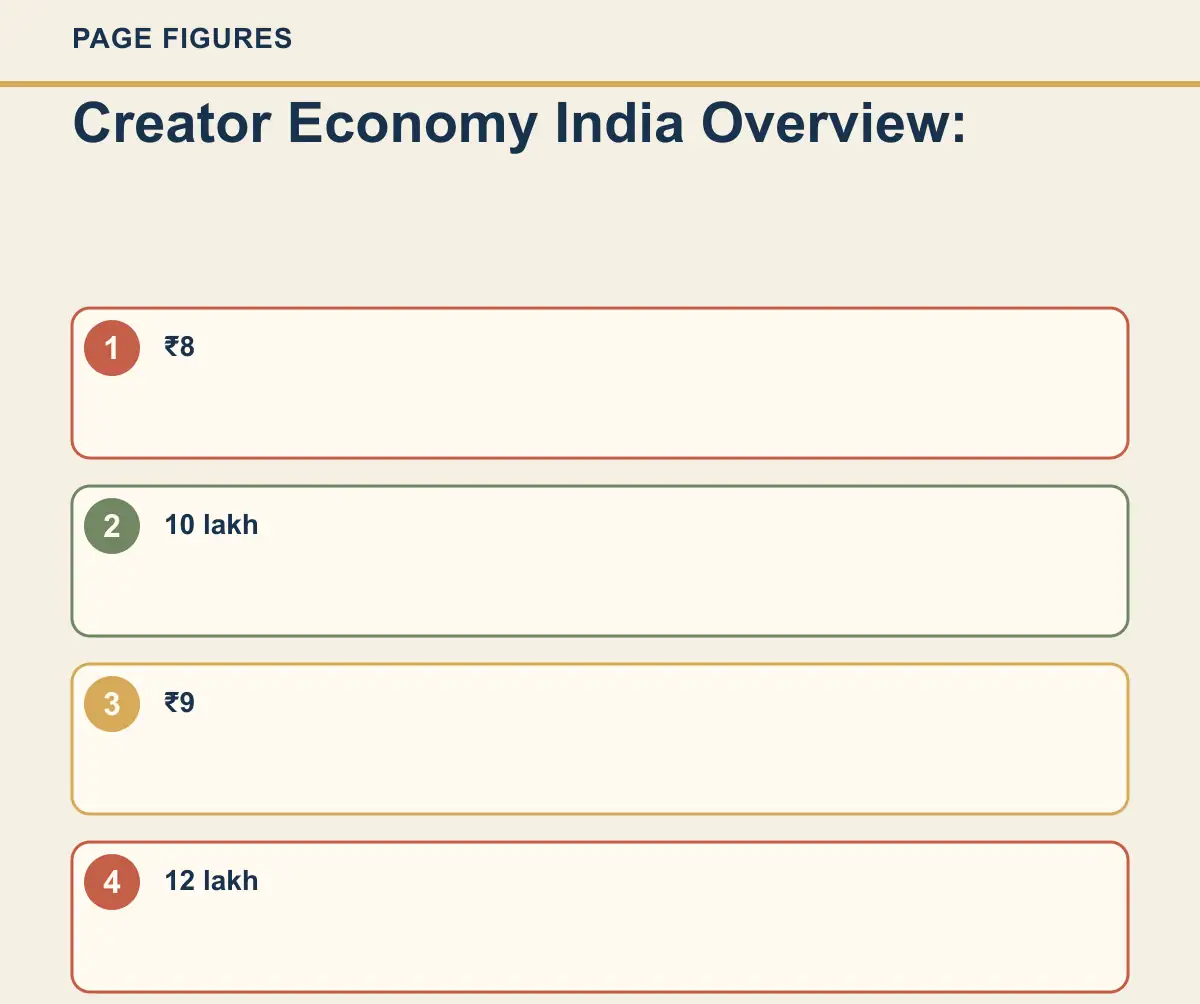 PAGE FIGURES
Creator Economy India Overview:
1 ₹8
2 10 lakh
3 ₹9
4 12 lakh